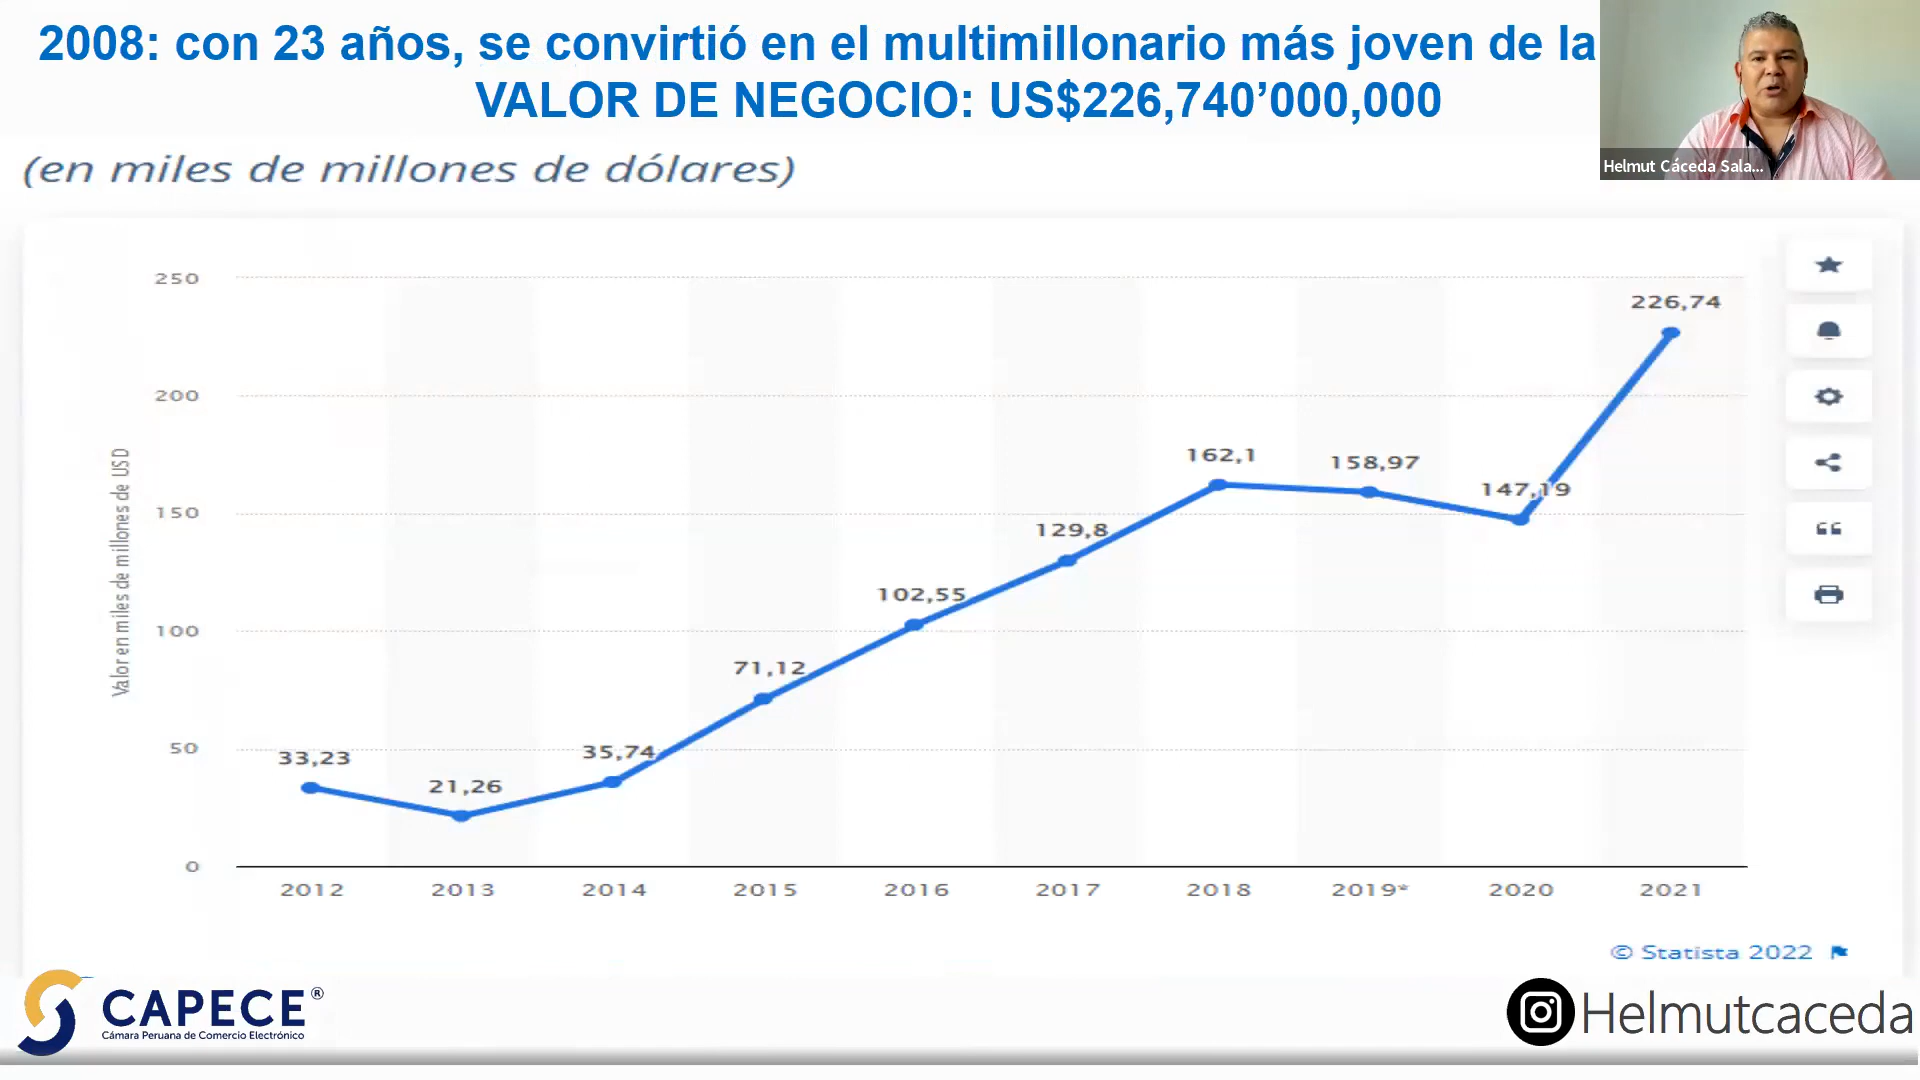 2008: con 23 años, se convirtió en el multimillonario más joven de la
VALOR DE NEGOCIO: US$226,740’000,000
Helmut Cáceda Sala...
(en miles de millones de dólares)
Valor en miles de millones de USD
250
200
150
100
50
0
33,23
21,26
35,74
71,12
102,55
129,8
162,1
158,97
147,19
226,74
2012 2013 2014 2015 2016 2017 2018 2019* 2020 2021
© Statista 2022
CAPECE®
Cámara Peruana de Comercio Electrónico
Helmutcaceda